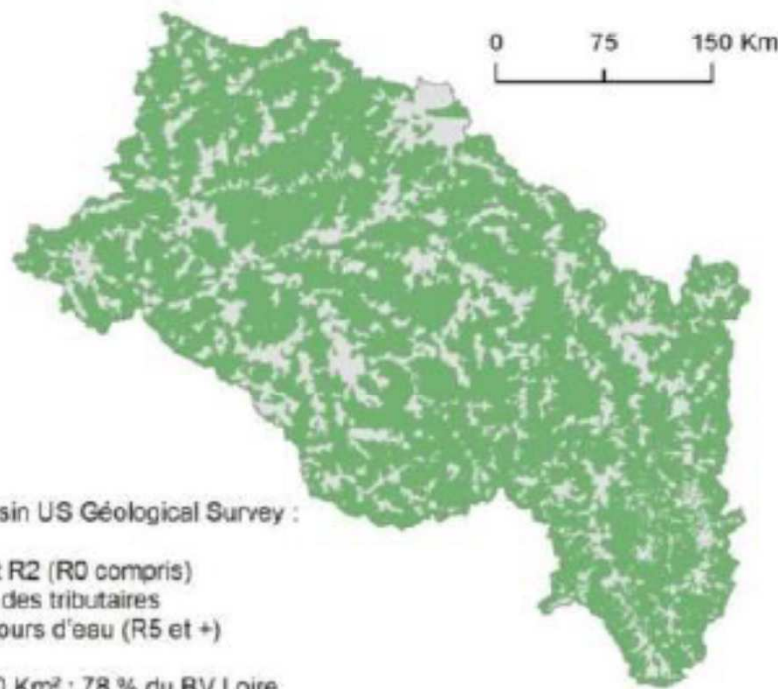 0 75 150 Km
sin US Géological Survey :
R2 (R0 compris)
des tributaires
ours d'eau (R5 et +)
0 Km² : 78 % du BV Loire